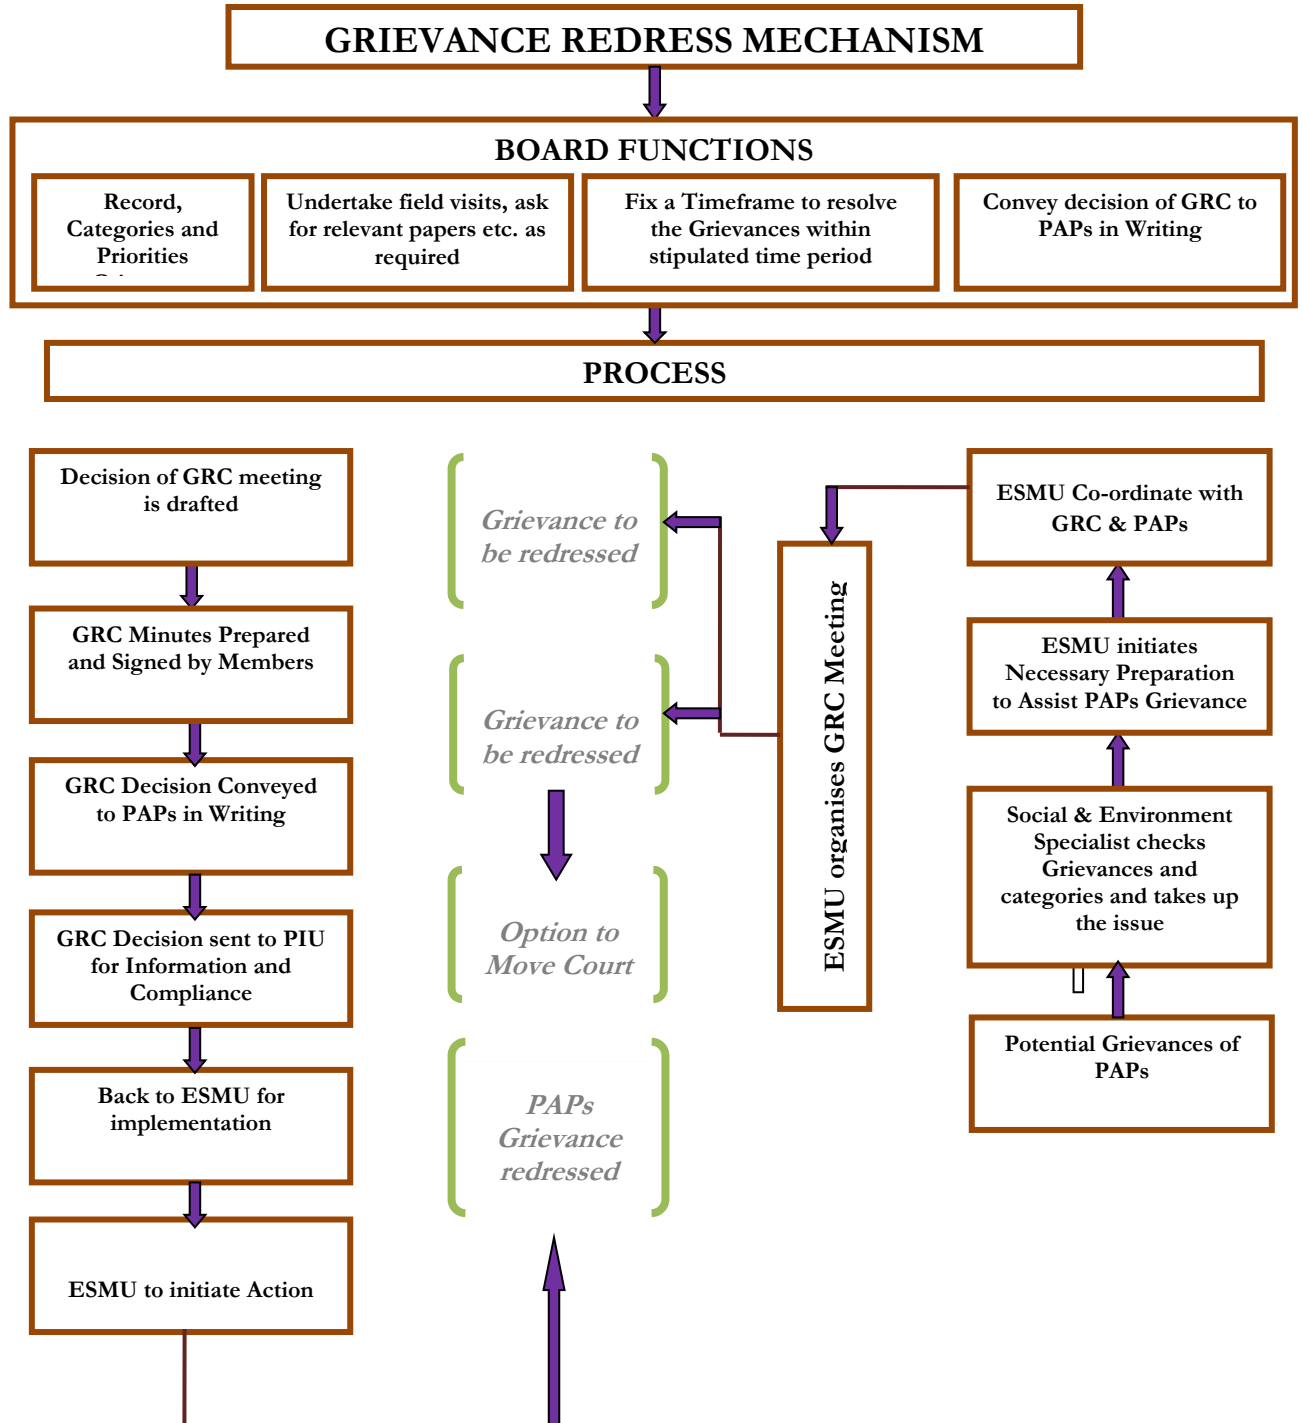 GRIEVANCE REDRESS MECHANISM
BOARD FUNCTIONS
Record,
Categories and
Priorities
Undertake field visits, ask
for relevant papers etc. as
required
Fix a Timeframe to resolve
the Grievances within
stipulated time period
Convey decision of GRC to
PAPs in Writing
PROCESS
Decision of GRC meeting
is drafted
GRC Minutes Prepared
and Signed by Members
GRC Decision Conveyed
to PAPs in Writing
GRC Decision sent to PIU
for Information and
Compliance
Back to ESMU for
implementation
ESMU to initiate Action
Grievance to
be redressed
Grievance to
be redressed
Option to
Move Court
PAPs
Grievance
redressed
ESMU organises GRC Meeting
ESMU Co-ordinate with
GRC & PAPs
ESMU initiates
Necessary Preparation
to Assist PAPs Grievance
Social & Environment
Specialist checks
Grievances and
categories and takes up
the issue
Potential Grievances of
PAPs